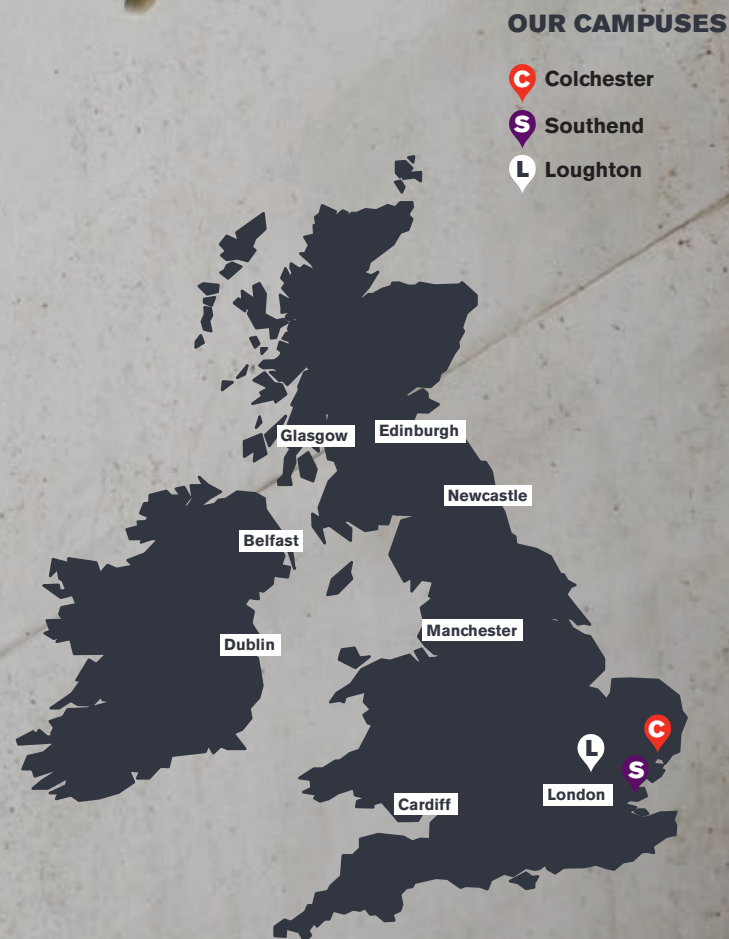 OUR CAMPUSES
C Colchester
S Southend
L Loughton
Glasgow
Edinburgh
Newcastle
Belfast
Manchester
Dublin
C
L
S
London
Cardiff